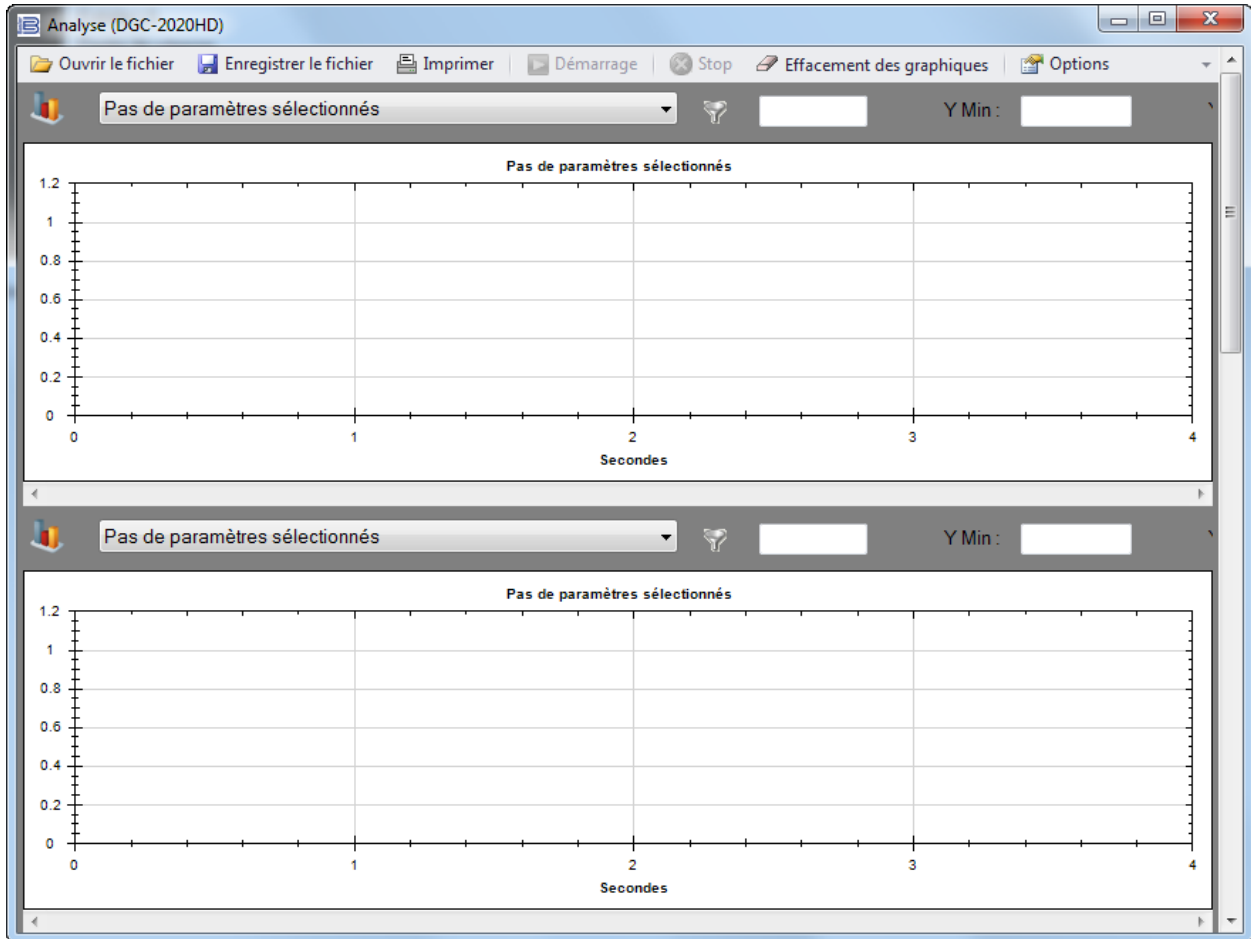 Analyse (DGC-2020HD)
Ouvrir le fichier Enregistrer le fichier Imprimer Démarrage Stop Effacement des graphiques Options
Pas de paramètres sélectionnés Y Min :
Pas de paramètres sélectionnés
1.2
1
0.8
0.6
0.4
0.2
0
0 1 2 3 4
Secondes
Pas de paramètres sélectionnés Y Min :
Pas de paramètres sélectionnés
1.2
1
0.8
0.6
0.4
0.2
0
0 1 2 3 4
Secondes